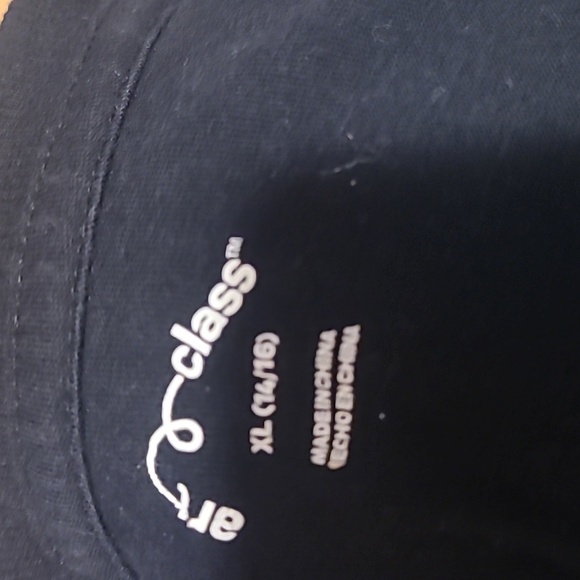 art class™
XL (14/16)
MADE IN CHINA
HECHO EN CHINA